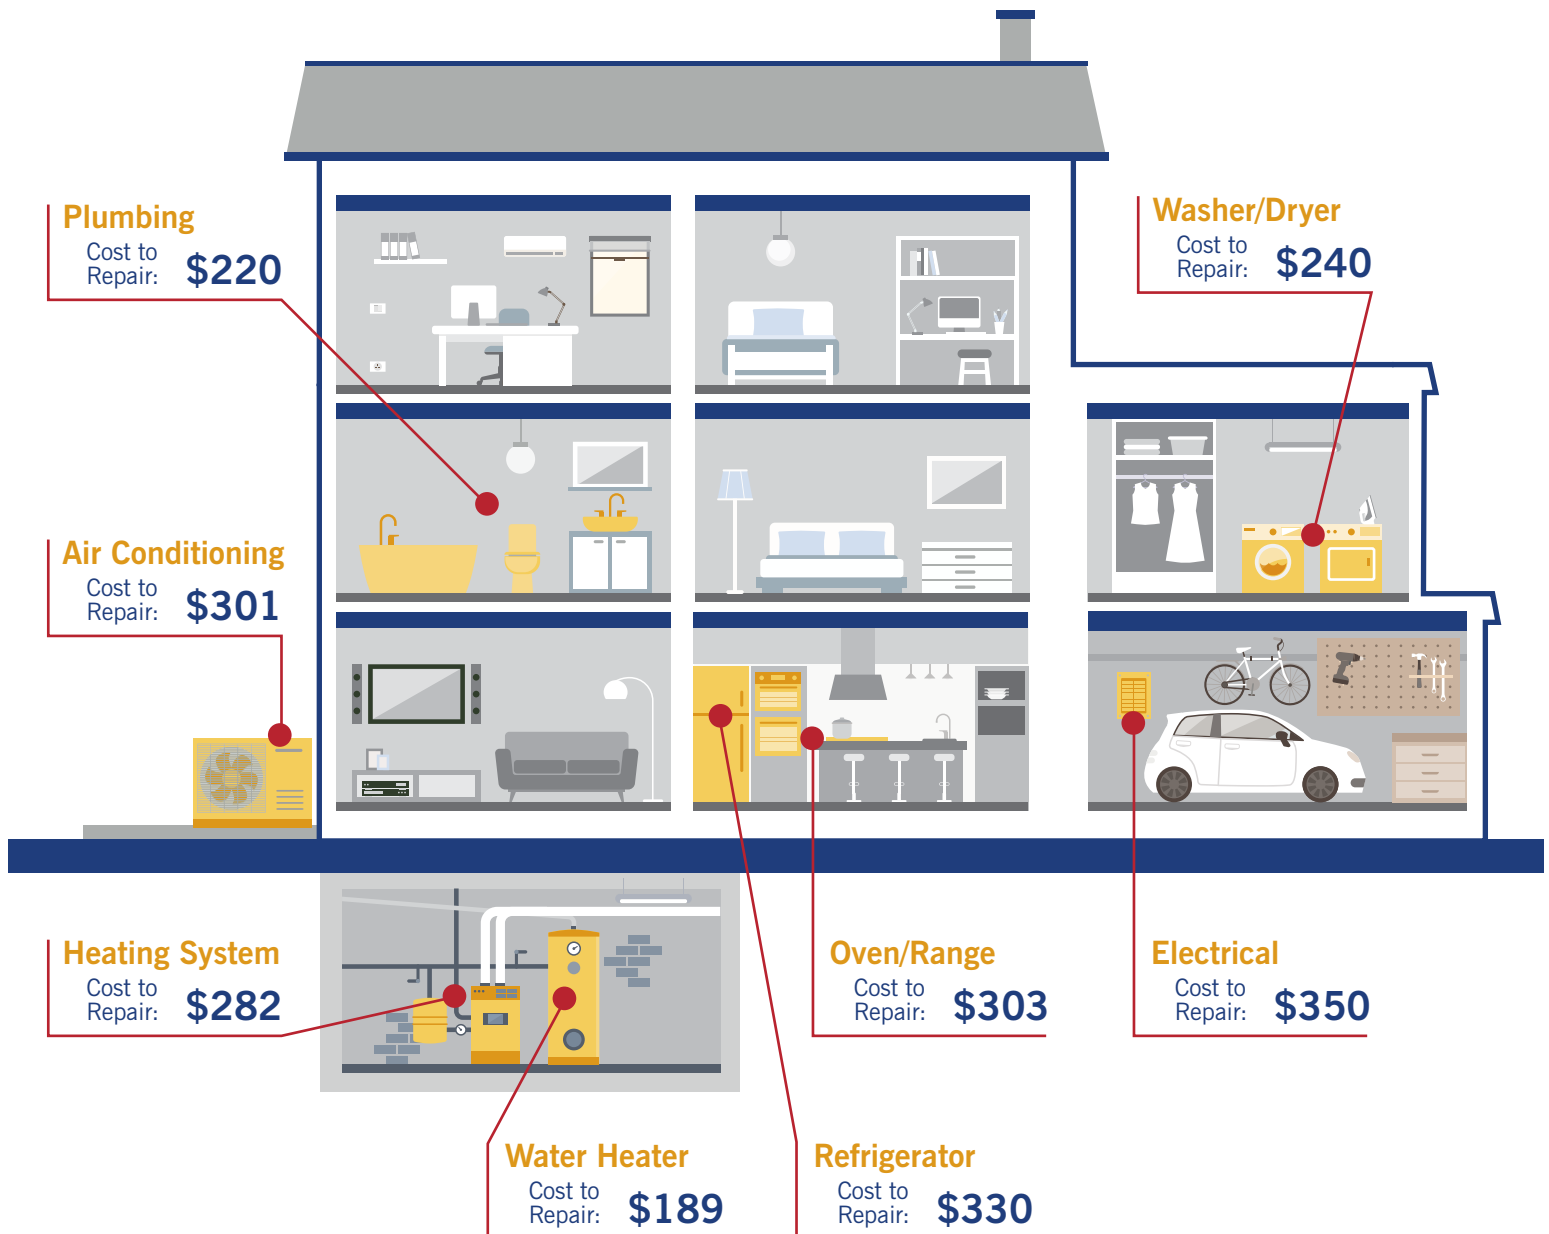 Plumbing
Cost to
Repair: $220
Washer/Dryer
Cost to
Repair: $240
Air Conditioning
Cost to
Repair: $301
Heating System
Cost to
Repair: $282
Oven/Range
Cost to
Repair: $303
Electrical
Cost to
Repair: $350
Water Heater
Cost to
Repair: $189
Refrigerator
Cost to
Repair: $330